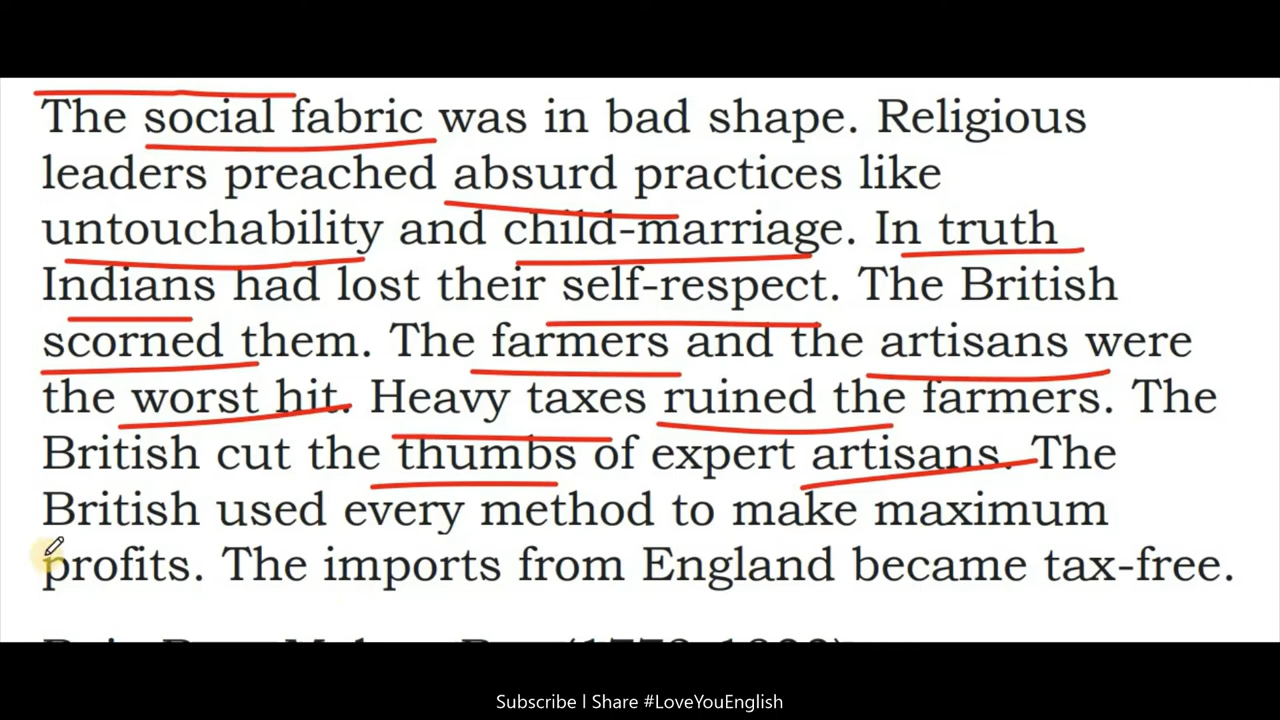 The social fabric was in bad shape. Religious
leaders preached absurd practices like
untouchability and child-marriage. In truth
Indians had lost their self-respect. The British
scorned them. The farmers and the artisans were
the worst hit. Heavy taxes ruined the farmers. The
British cut the thumbs of expert artisans. The
British used every method to make maximum
profits. The imports from England became tax-free.
Subscribe | Share #LoveYouEnglish